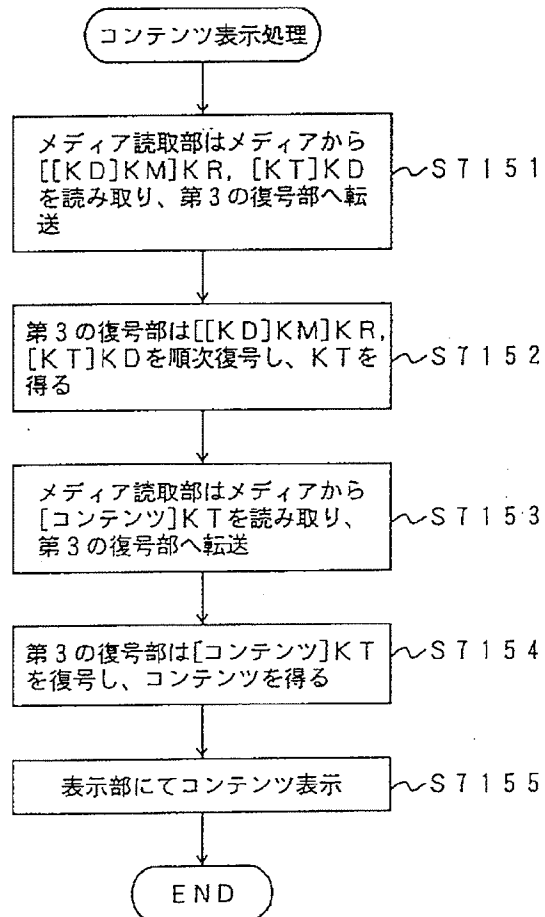 コンテンツ表示処理
メディア読取部はメディアから
[[KD]KM]KR, [KT]KD
を読み取り、第3の復号部へ転
送
S7151
第3の復号部は[[KD]KM]KR,
[KT]KDを順次復号し、KTを
得る
S7152
メディア読取部はメディアから
[コンテンツ]KTを読み取り、
第3の復号部へ転送
S7153
第3の復号部は[コンテンツ]KT
を復号し、コンテンツを得る
S7154
表示部にてコンテンツ表示
S7155
END